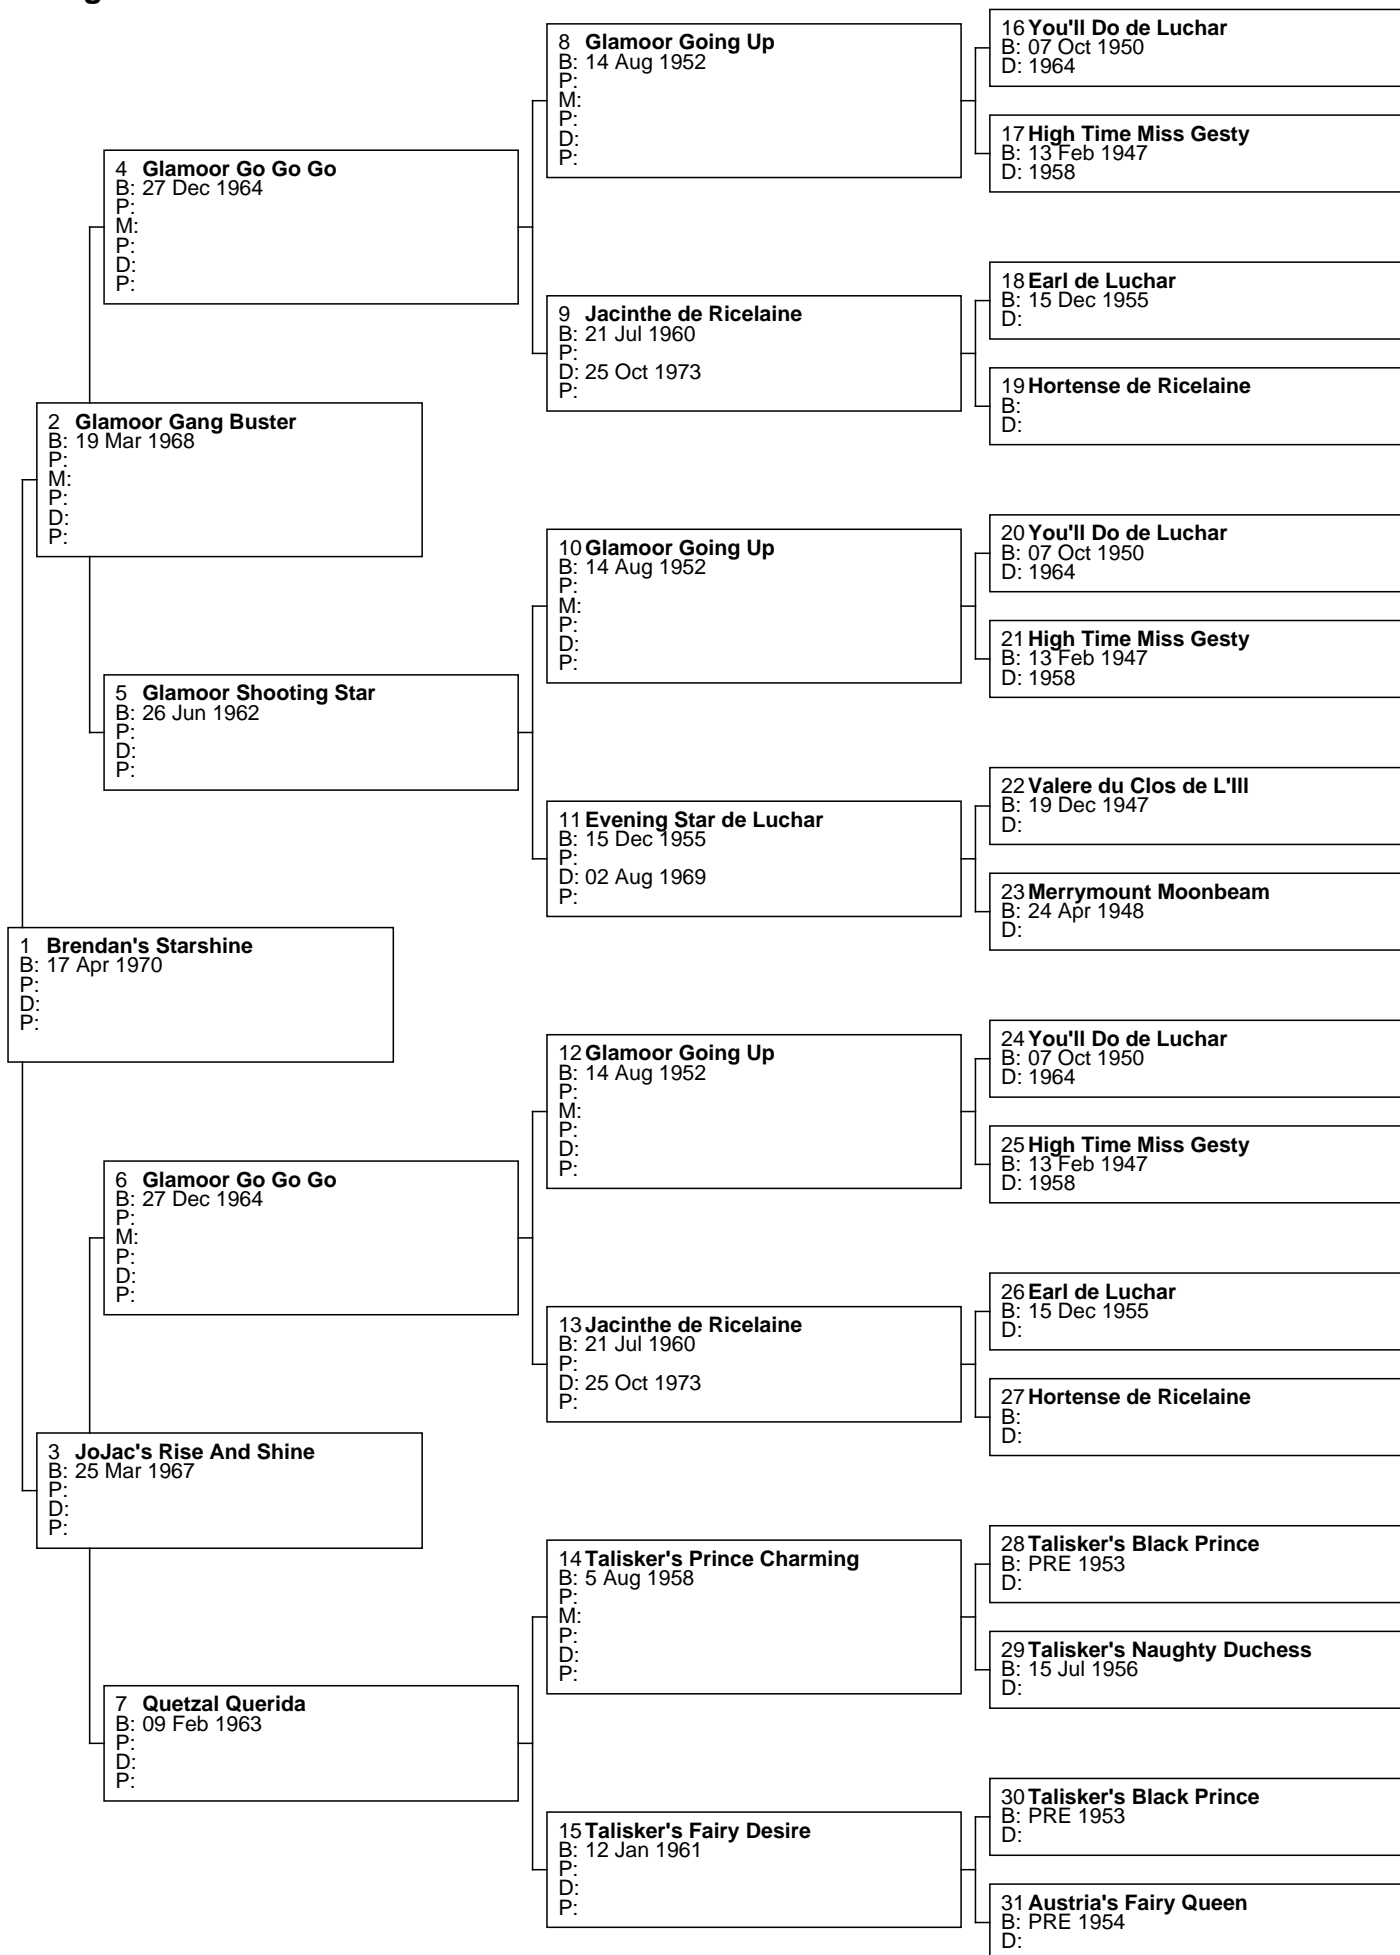 8 Glamoor Going Up
B: 14 Aug 1952
P:
M:
P:
D:
P:
16 You'll Do de Luchar
B: 07 Oct 1950
D: 1964
17 High Time Miss Gesty
B: 13 Feb 1947
D: 1958
4 Glamoor Go Go Go
B: 27 Dec 1964
P:
M:
P:
D:
P:
9 Jacinthe de Ricelaine
B: 21 Jul 1960
P:
D: 25 Oct 1973
P:
18 Earl de Luchar
B: 15 Dec 1955
D:
19 Hortense de Ricelaine
B:
D:
2 Glamoor Gang Buster
B: 19 Mar 1968
P:
M:
P:
D:
P:
10 Glamoor Going Up
B: 14 Aug 1952
P:
M:
P:
D:
P:
20 You'll Do de Luchar
B: 07 Oct 1950
D: 1964
21 High Time Miss Gesty
B: 13 Feb 1947
D: 1958
5 Glamoor Shooting Star
B: 26 Jun 1962
P:
D:
P:
11 Evening Star de Luchar
B: 15 Dec 1955
P:
D: 02 Aug 1969
P:
22 Valere du Clos de L'Ill
B: 19 Dec 1947
D:
23 Merrymount Moonbeam
B: 24 Apr 1948
D:
1 Brendan's Starshine
B: 17 Apr 1970
P:
D:
P:
12 Glamoor Going Up
B: 14 Aug 1952
P:
M:
P:
D:
P:
24 You'll Do de Luchar
B: 07 Oct 1950
D: 1964
25 High Time Miss Gesty
B: 13 Feb 1947
D: 1958
6 Glamoor Go Go Go
B: 27 Dec 1964
P:
M:
P:
D:
P:
13 Jacinthe de Ricelaine
B: 21 Jul 1960
P:
D: 25 Oct 1973
P:
26 Earl de Luchar
B: 15 Dec 1955
D:
27 Hortense de Ricelaine
B:
D:
3 JoJac's Rise And Shine
B: 25 Mar 1967
P:
D:
P:
14 Talisker's Prince Charming
B: 5 Aug 1958
P:
M:
P:
D:
P:
28 Talisker's Black Prince
B: PRE 1953
D:
29 Talisker's Naughty Duchess
B: 15 Jul 1956
D:
7 Quetzal Querida
B: 09 Feb 1963
P:
D:
P:
15 Talisker's Fairy Desire
B: 12 Jan 1961
P:
D:
P:
30 Talisker's Black Prince
B: PRE 1953
D:
31 Austria's Fairy Queen
B: PRE 1954
D: